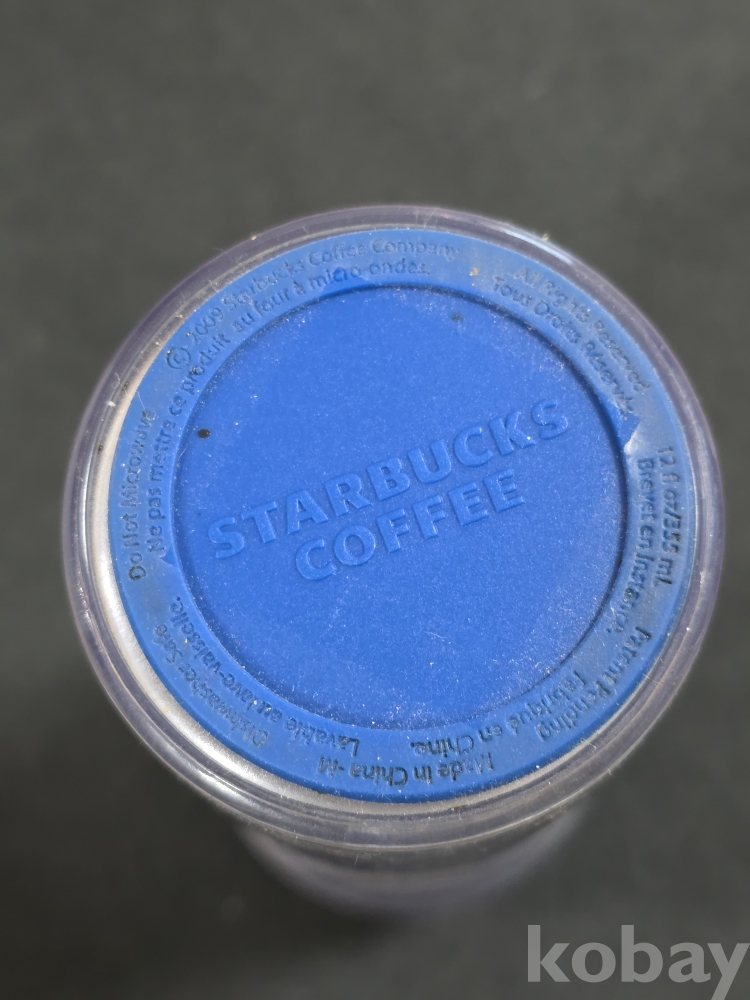 STARBUCKS
COFFEE
© 2009 Starbucks Coffee Company
All Rights Reserved
Tous Droits Réservés
12 fl oz/355 mL
Brevet en Instance.
Patent Pending
Fabriqué en Chine.
Made in China -M
Lavable au lave-vaisselle.
Dishwasher Safe
Do Not Microwave
Ne pas mettre ce produit au four à micro-ondes.
kobay